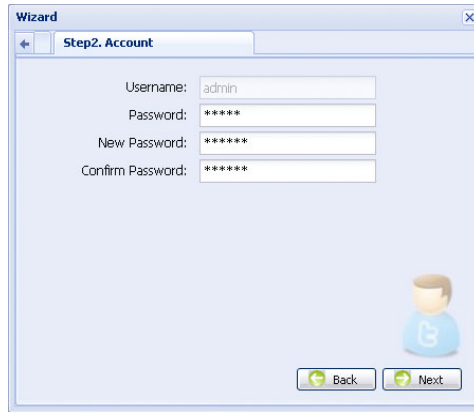 Wizard
Step2. Account
Username: admin
Password: *****
New Password: ******
Confirm Password: ******
Back Next